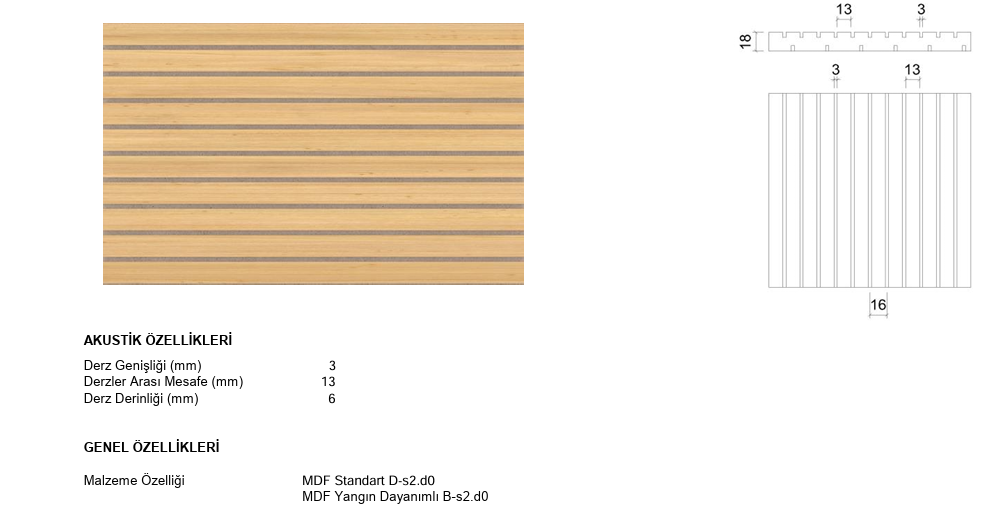 13 3
18
3 13
16
AKUSTİK ÖZELLİKLERİ
Derz Genişliği (mm) 3
Derzler Arası Mesafe (mm) 13
Derz Derinliği (mm) 6
GENEL ÖZELLİKLERİ
Malzeme Özelliği MDF Standart D-s2.d0
MDF Yangın Dayanımlı B-s2.d0